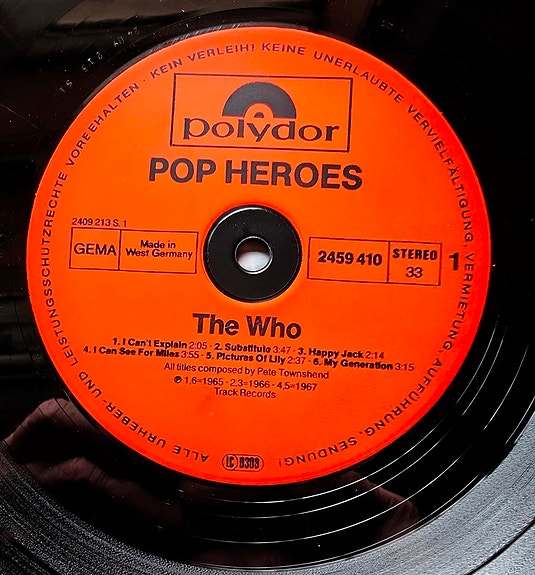 ALLE URHEBER- UND LEISTUNGSSCHUTZRECHTE VORBEHALTEN · KEIN VERLEIH! KEINE UNERLAUBTE VERVIELFÄLTIGUNG, VERMIETUNG, AUFFÜHRUNG, SENDUNG!
polydor
POP HEROES
2409 213 S. 1
GEMA Made in West Germany
2459 410 STEREO 33 1
The Who
1. I Can't Explain 2:05 · 2. Substitute 3:47 · 3. Happy Jack 2:14
4. I Can See For Miles 3:55 · 5. Pictures Of Lily 2:37 · 6. My Generation 3:15
All titles composed by Pete Townshend
℗ 1,6=1965 · 2,3=1966 · 4,5=1967
Track Records
LC 0309